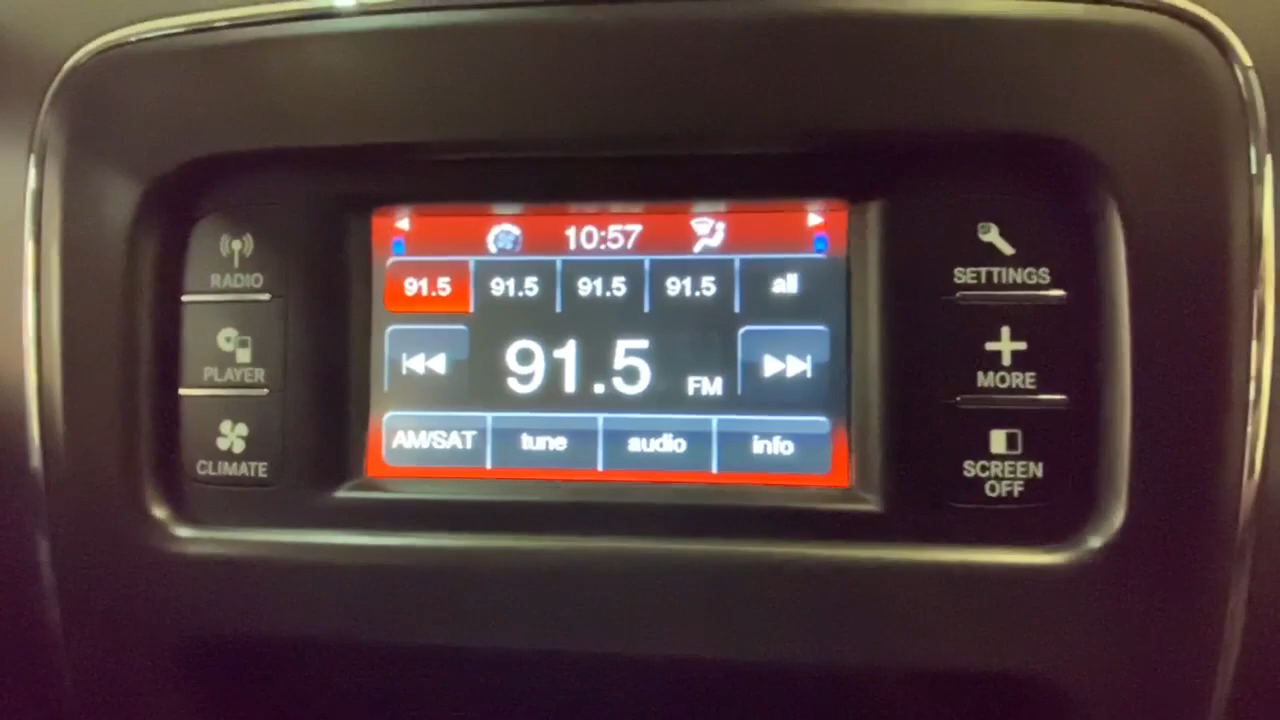 10:57
91.5 91.5 91.5 91.5 all
91.5 FM
AM/SAT tune audio info
RADIO
PLAYER
CLIMATE
SETTINGS
MORE
SCREEN
OFF